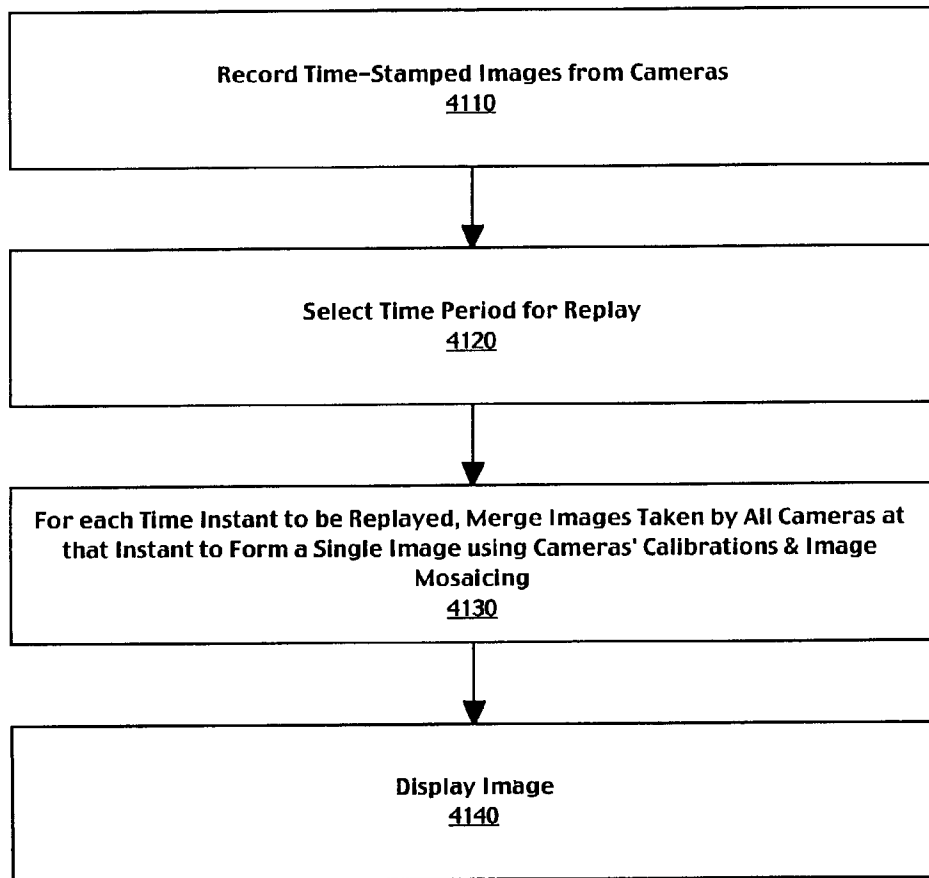 Record Time-Stamped Images from Cameras
4110
Select Time Period for Replay
4120
For each Time Instant to be Replayed, Merge Images Taken by All Cameras at
that Instant to Form a Single Image using Cameras' Calibrations & Image
Mosaicing
4130
Display Image
4140